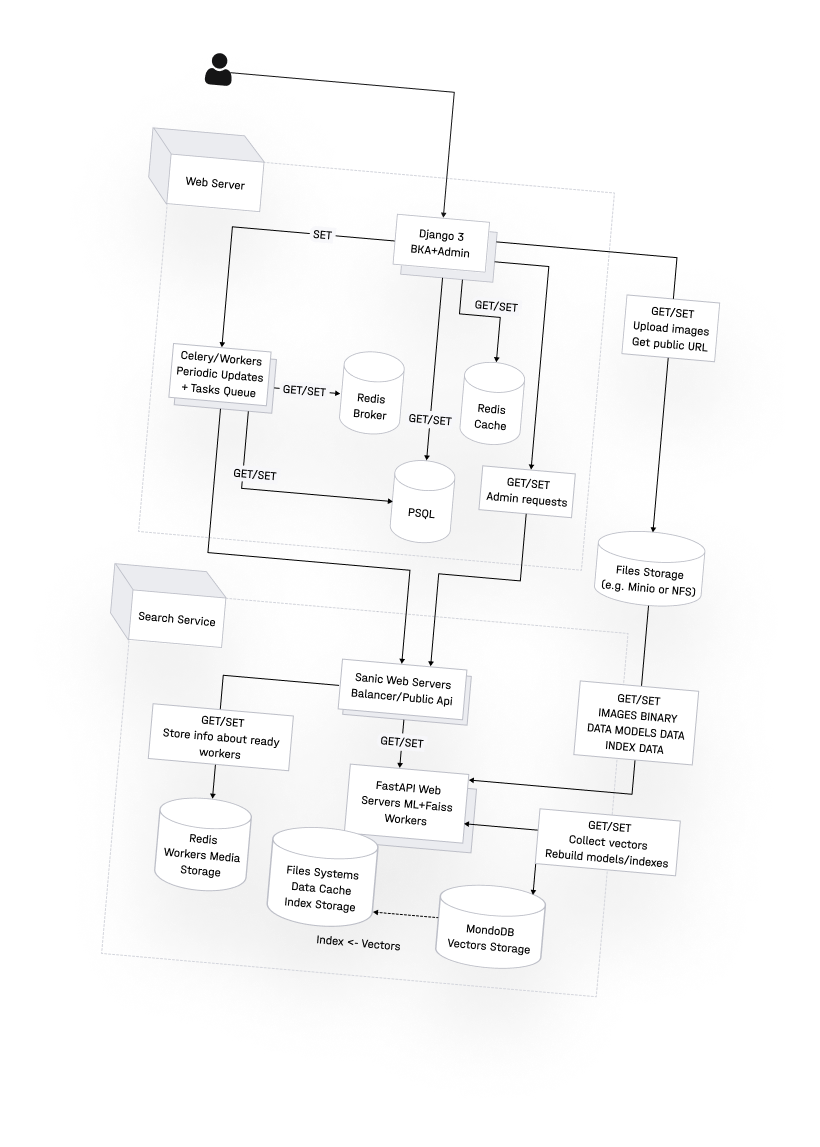 Web Server
Django 3
BKA+Admin
SET
GET/SET
GET/SET
Upload images
Get public URL
Celery/Workers
Periodic Updates
+ Tasks Queue
GET/SET
Redis
Broker
GET/SET
Redis
Cache
GET/SET
PSQL
GET/SET
Admin requests
Files Storage
(e.g. Minio or NFS)
Search Service
Sanic Web Servers
Balancer/Public Api
GET/SET
Store info about ready
workers
GET/SET
GET/SET
IMAGES BINARY
DATA MODELS DATA
INDEX DATA
FastAPI Web
Servers ML+Faiss
Workers
GET/SET
Collect vectors
Rebuild models/indexes
Redis
Workers Media
Storage
Files Systems
Data Cache
Index Storage
MondoDB
Vectors Storage
Index <- Vectors